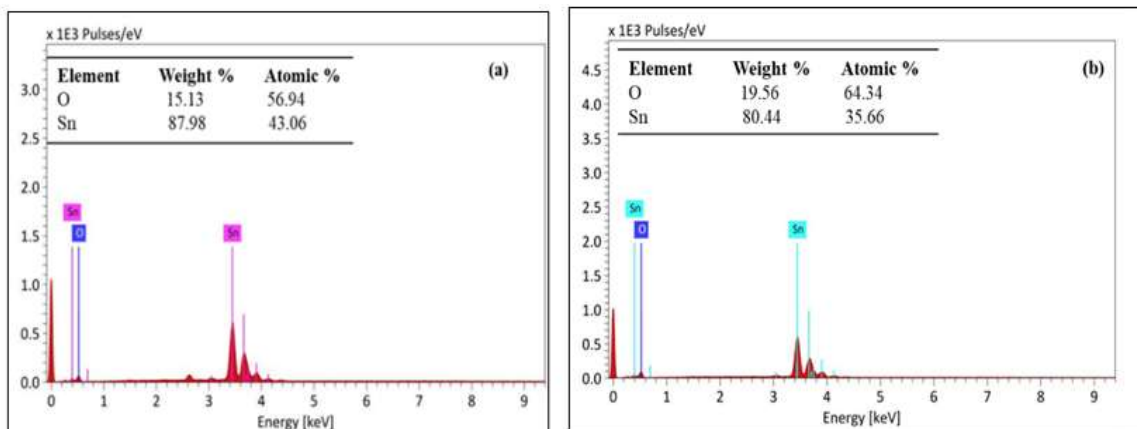 x 1E3 Pulses/eV
(a)
Element Weight % Atomic %
O 15.13 56.94
Sn 87.98 43.06
3.0
2.5
2.0
1.5
1.0
0.5
0.0
Sn
O
Sn
0 1 2 3 4 5 6 7 8 9
Energy [keV]
x 1E3 Pulses/eV
(b)
Element Weight % Atomic %
O 19.56 64.34
Sn 80.44 35.66
4.5
4.0
3.5
3.0
2.5
2.0
1.5
1.0
0.5
0.0
Sn
O
Sn
0 1 2 3 4 5 6 7 8 9
Energy [keV]